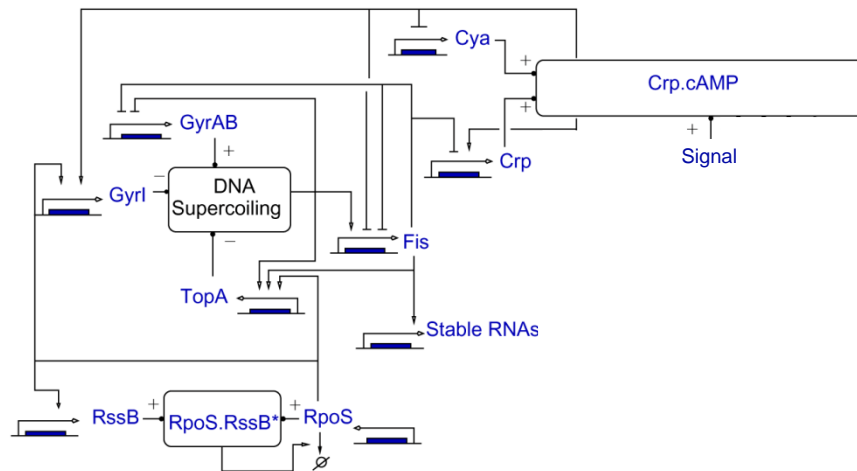 Cya
+
Crp.cAMP
+
GyrAB
+
+
Signal
Crp
DNA
Supercoiling
−
GyrI
Fis
−
TopA
Stable RNAs
RssB
+
RpoS.RssB*
+
RpoS